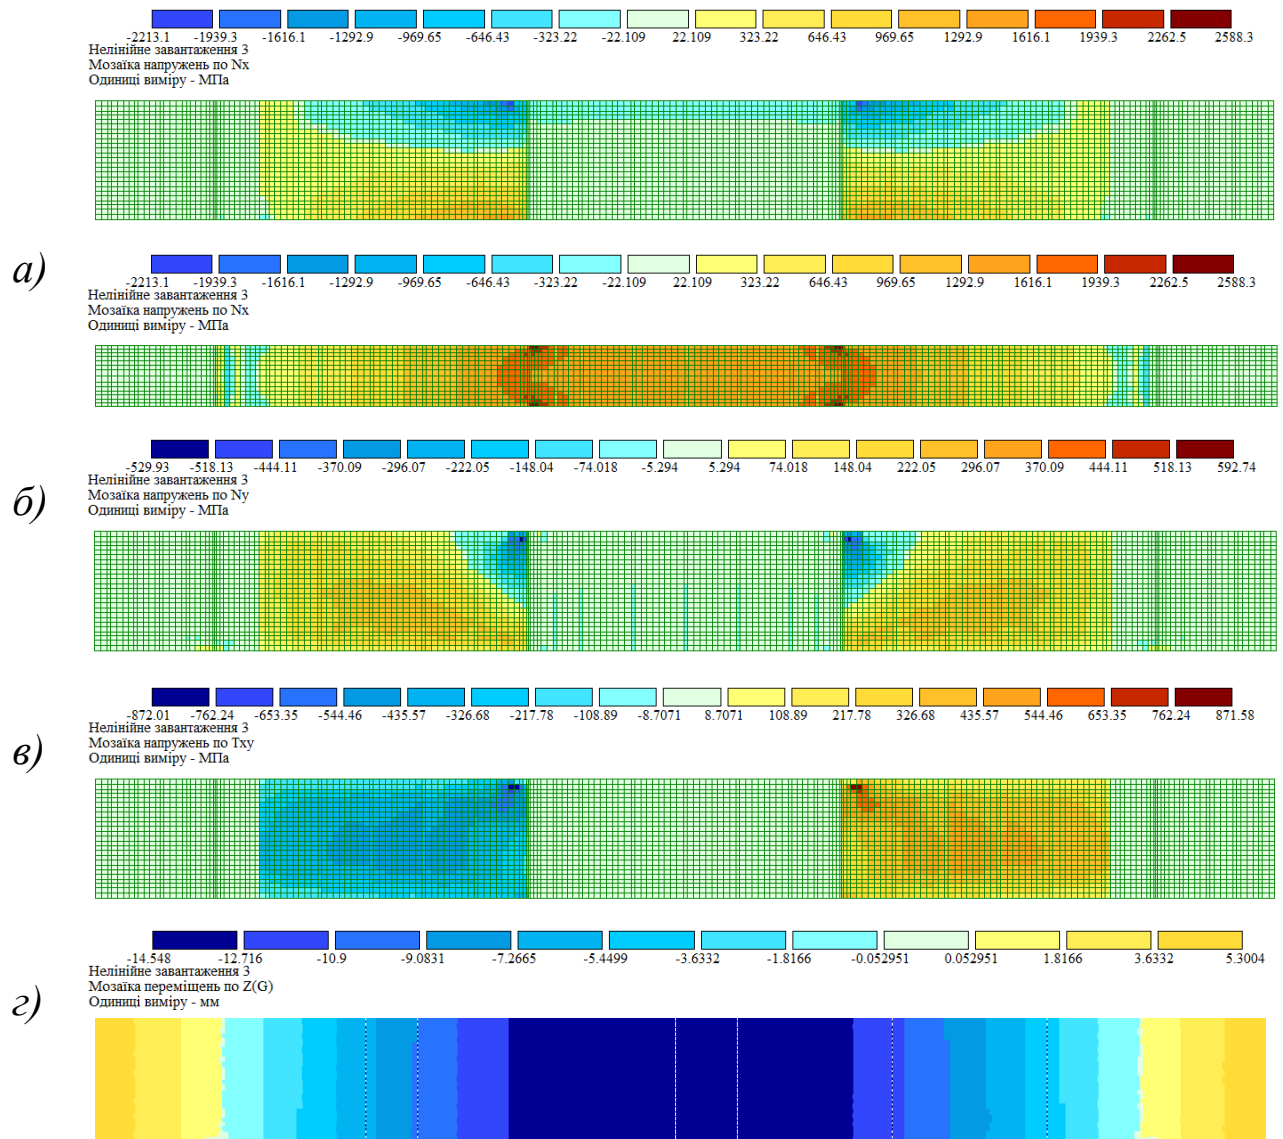 -2213.1 -1939.3 -1616.1 -1292.9 -969.65 -646.43 -323.22 -22.109 22.109 323.22 646.43 969.65 1292.9 1616.1 1939.3 2262.5 2588.3
Нелінійне завантаження 3
Мозаїка напружень по Nx
Одиниці виміру - МПа
а)
-2213.1 -1939.3 -1616.1 -1292.9 -969.65 -646.43 -323.22 -22.109 22.109 323.22 646.43 969.65 1292.9 1616.1 1939.3 2262.5 2588.3
Нелінійне завантаження 3
Мозаїка напружень по Nx
Одиниці виміру - МПа
-529.93 -518.13 -444.11 -370.09 -296.07 -222.05 -148.04 -74.018 -5.294 5.294 74.018 148.04 222.05 296.07 370.09 444.11 518.13 592.74
Нелінійне завантаження 3
Мозаїка напружень по Ny
Одиниці виміру - МПа
б)
-872.01 -762.24 -653.35 -544.46 -435.57 -326.68 -217.78 -108.89 -8.7071 8.7071 108.89 217.78 326.68 435.57 544.46 653.35 762.24 871.58
Нелінійне завантаження 3
Мозаїка напружень по Txy
Одиниці виміру - МПа
в)
-14.548 -12.716 -10.9 -9.0831 -7.2665 -5.4499 -3.6332 -1.8166 -0.052951 0.052951 1.8166 3.6332 5.3004
Нелінійне завантаження 3
Мозаїка переміщень по Z(G)
Одиниці виміру - мм
г)